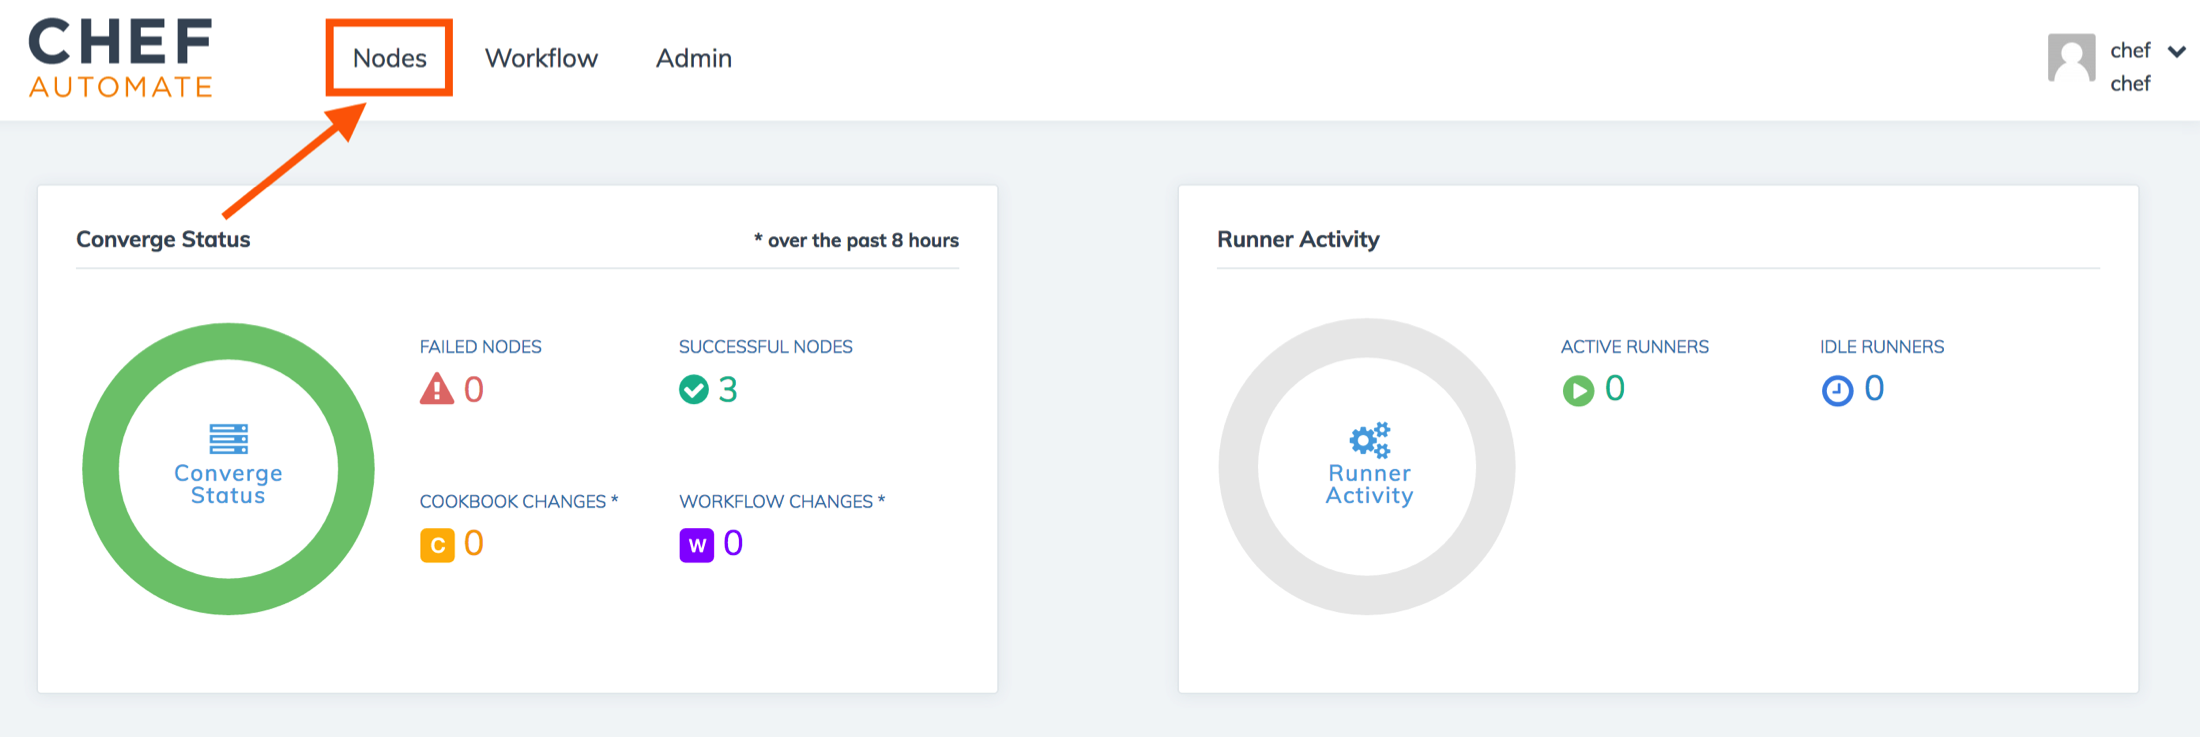 CHEF
AUTOMATE
Nodes
Workflow
Admin
chef
chef
Converge Status
* over the past 8 hours
Converge
Status
FAILED NODES
0
SUCCESSFUL NODES
3
COOKBOOK CHANGES *
C 0
WORKFLOW CHANGES *
W 0
Runner Activity
Runner
Activity
ACTIVE RUNNERS
0
IDLE RUNNERS
0